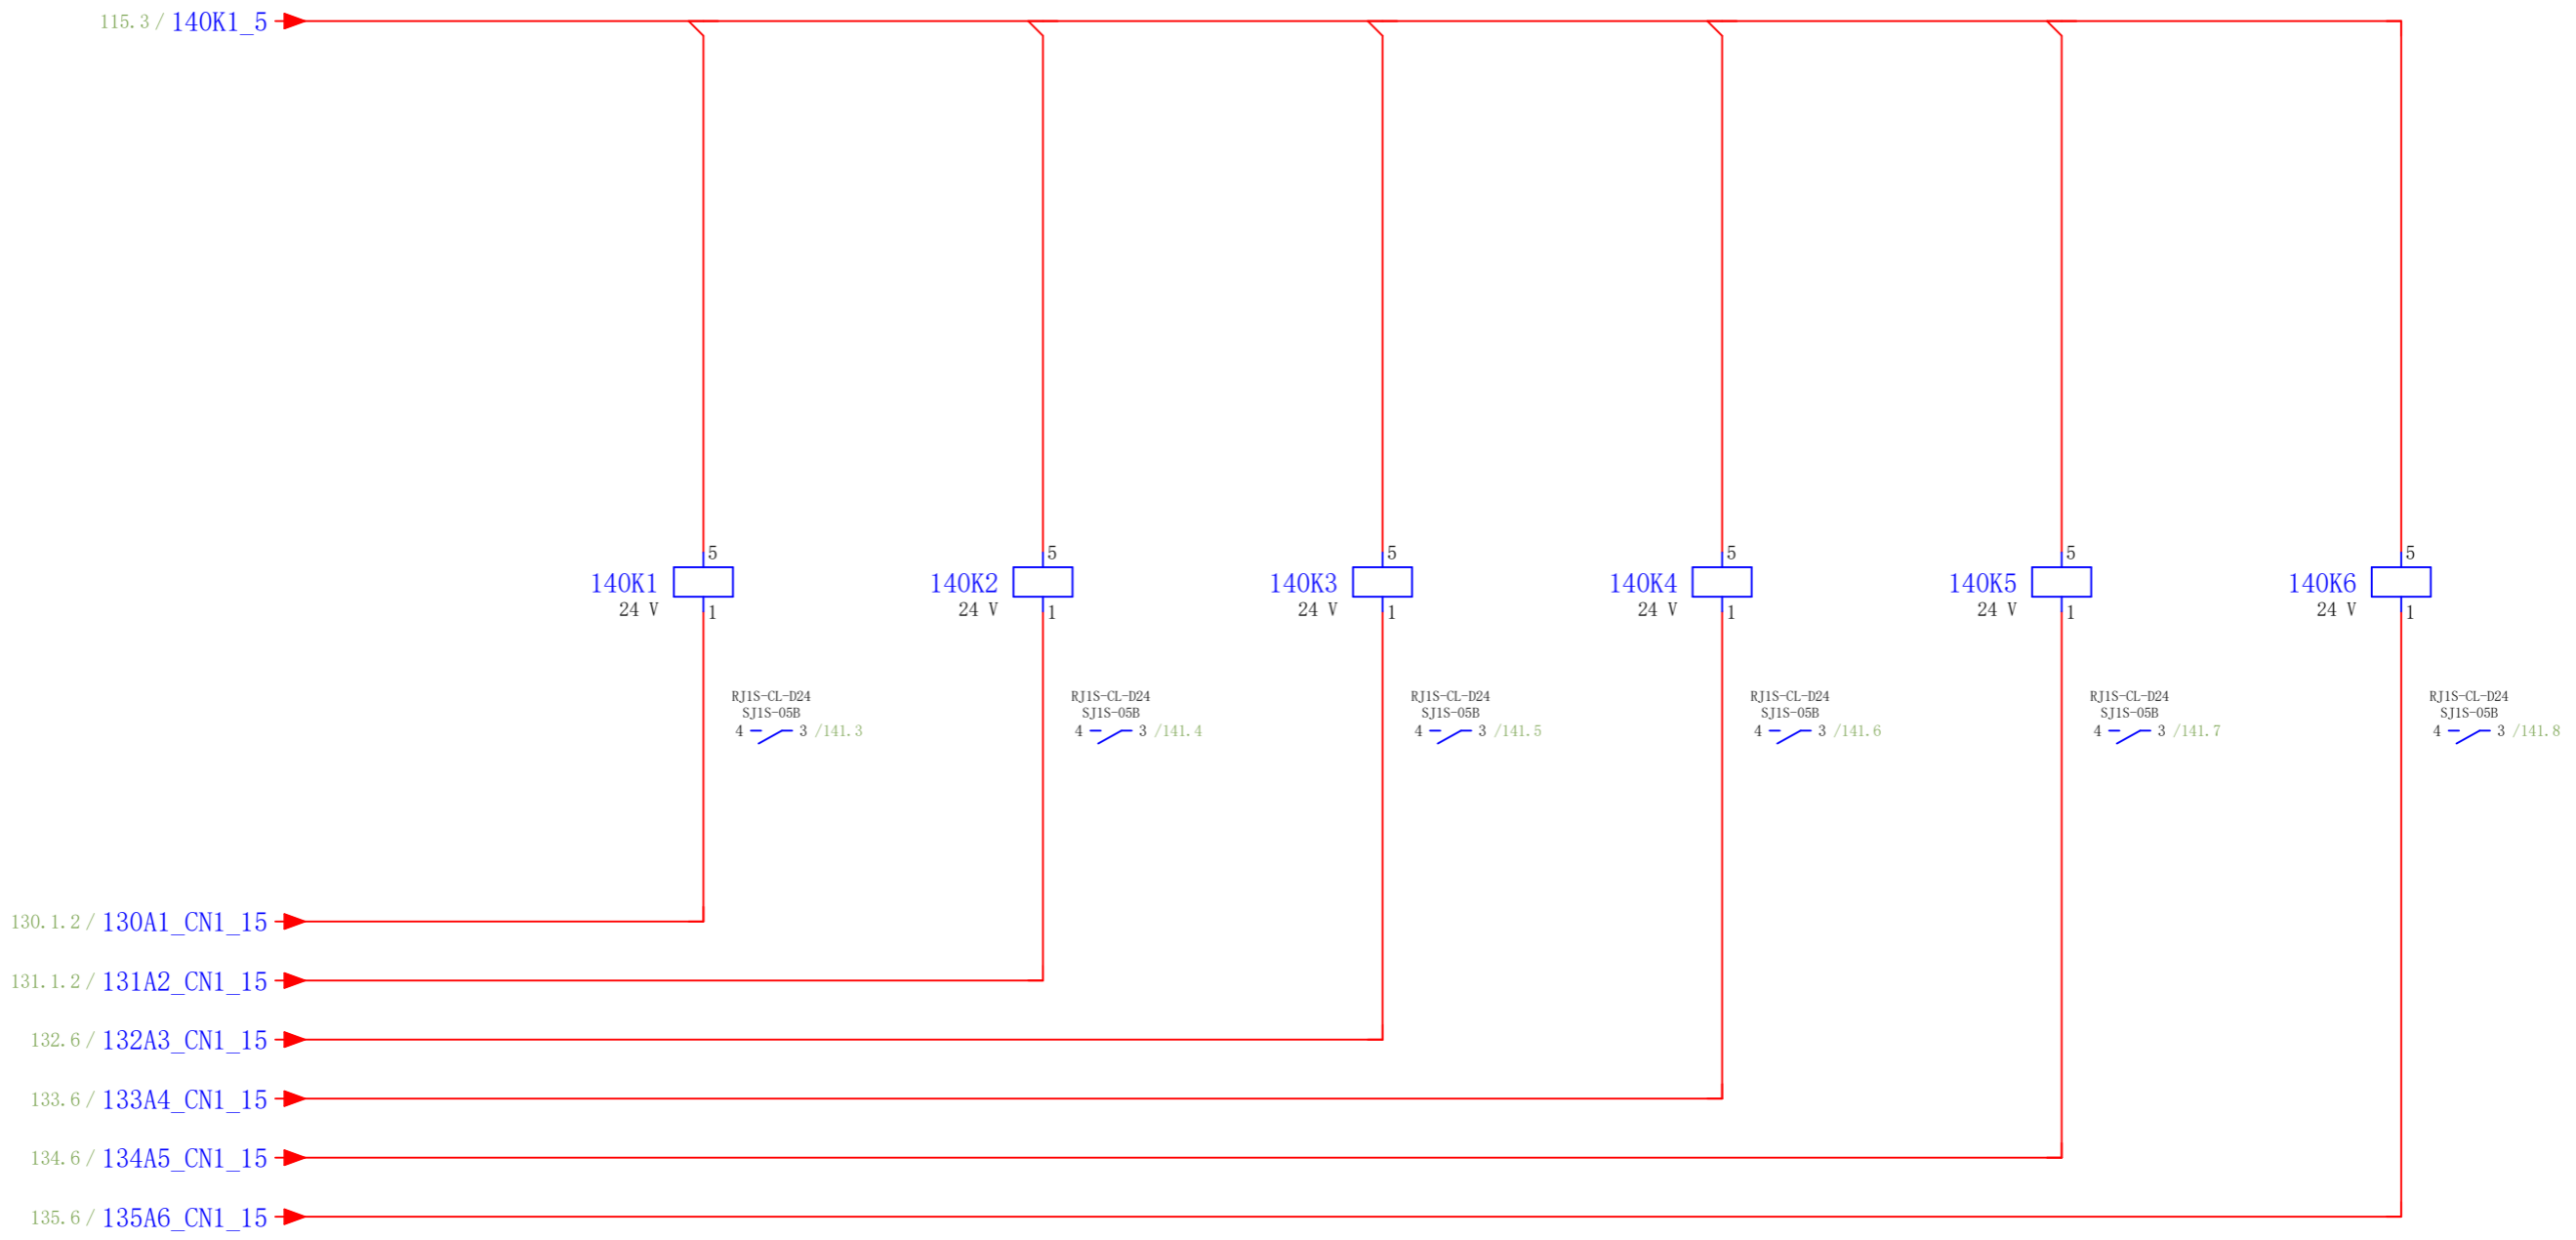 115.3 / 140K1_5
5 5 5 5 5 5
140K1 140K2 140K3 140K4 140K5 140K6
24 V 24 V 24 V 24 V 24 V 24 V
1 1 1 1 1 1
RJ1S-CL-D24 RJ1S-CL-D24 RJ1S-CL-D24 RJ1S-CL-D24 RJ1S-CL-D24 RJ1S-CL-D24
SJ1S-05B SJ1S-05B SJ1S-05B SJ1S-05B SJ1S-05B SJ1S-05B
4 3 /141.3 4 3 /141.4 4 3 /141.5 4 3 /141.6 4 3 /141.7 4 3 /141.8
130.1.2 / 130A1_CN1_15
131.1.2 / 131A2_CN1_15
132.6 / 132A3_CN1_15
133.6 / 133A4_CN1_15
134.6 / 134A5_CN1_15
135.6 / 135A6_CN1_15